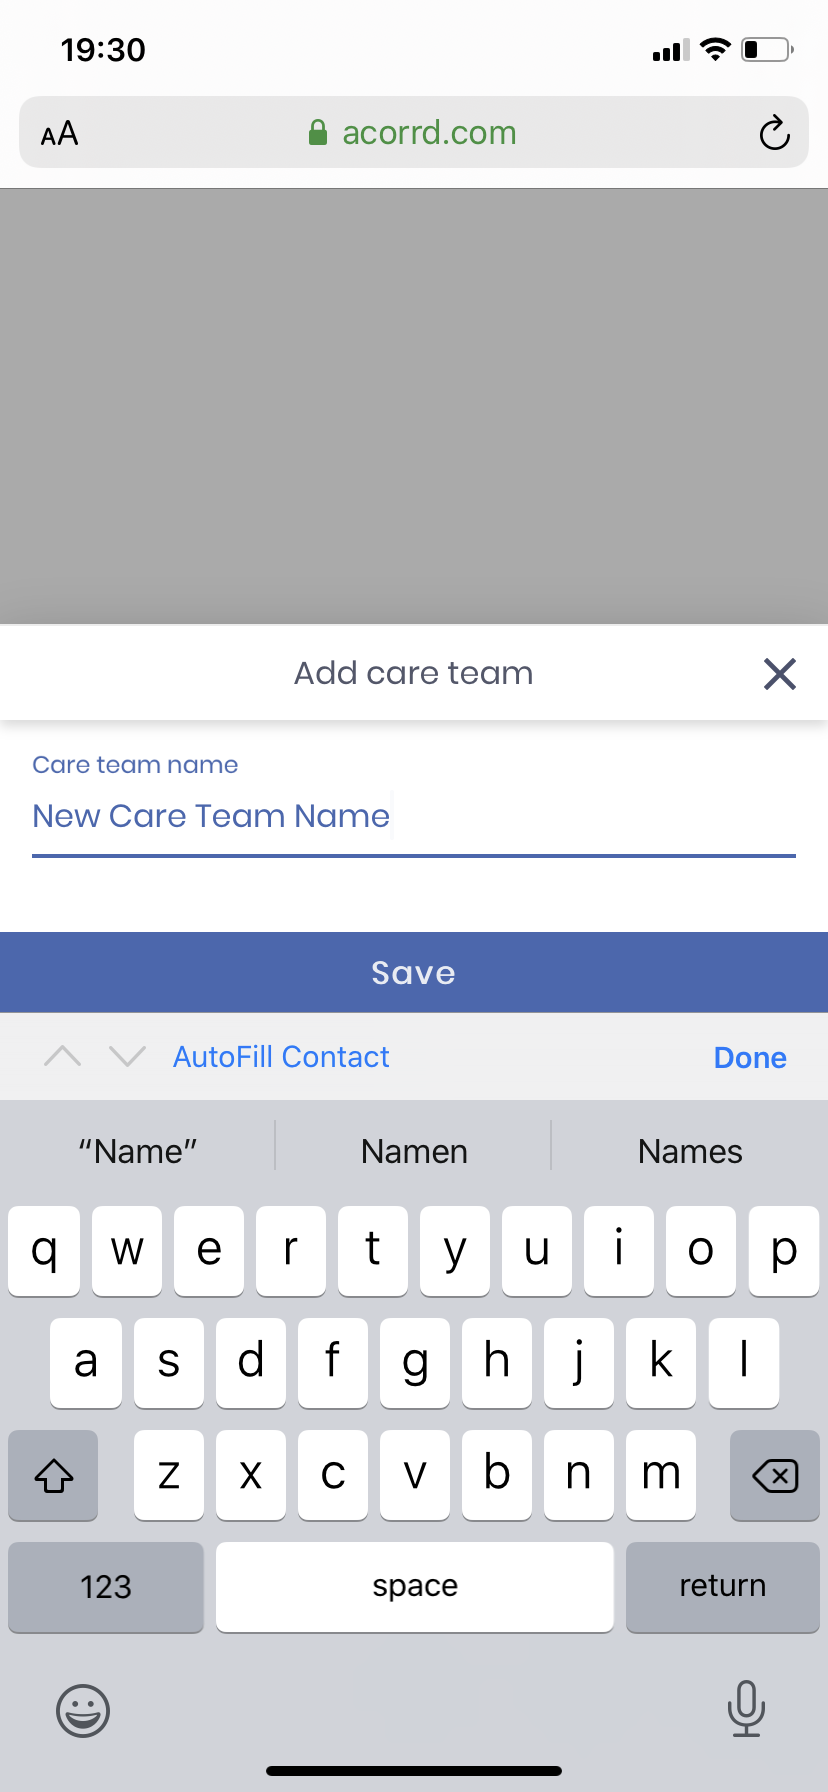 19:30
AA acorrd.com
Add care team
Care team name
New Care Team Name
Save
AutoFill Contact Done
“Name” Namen Names
q w e r t y u i o p
a s d f g h j k l
z x c v b n m
123 space return